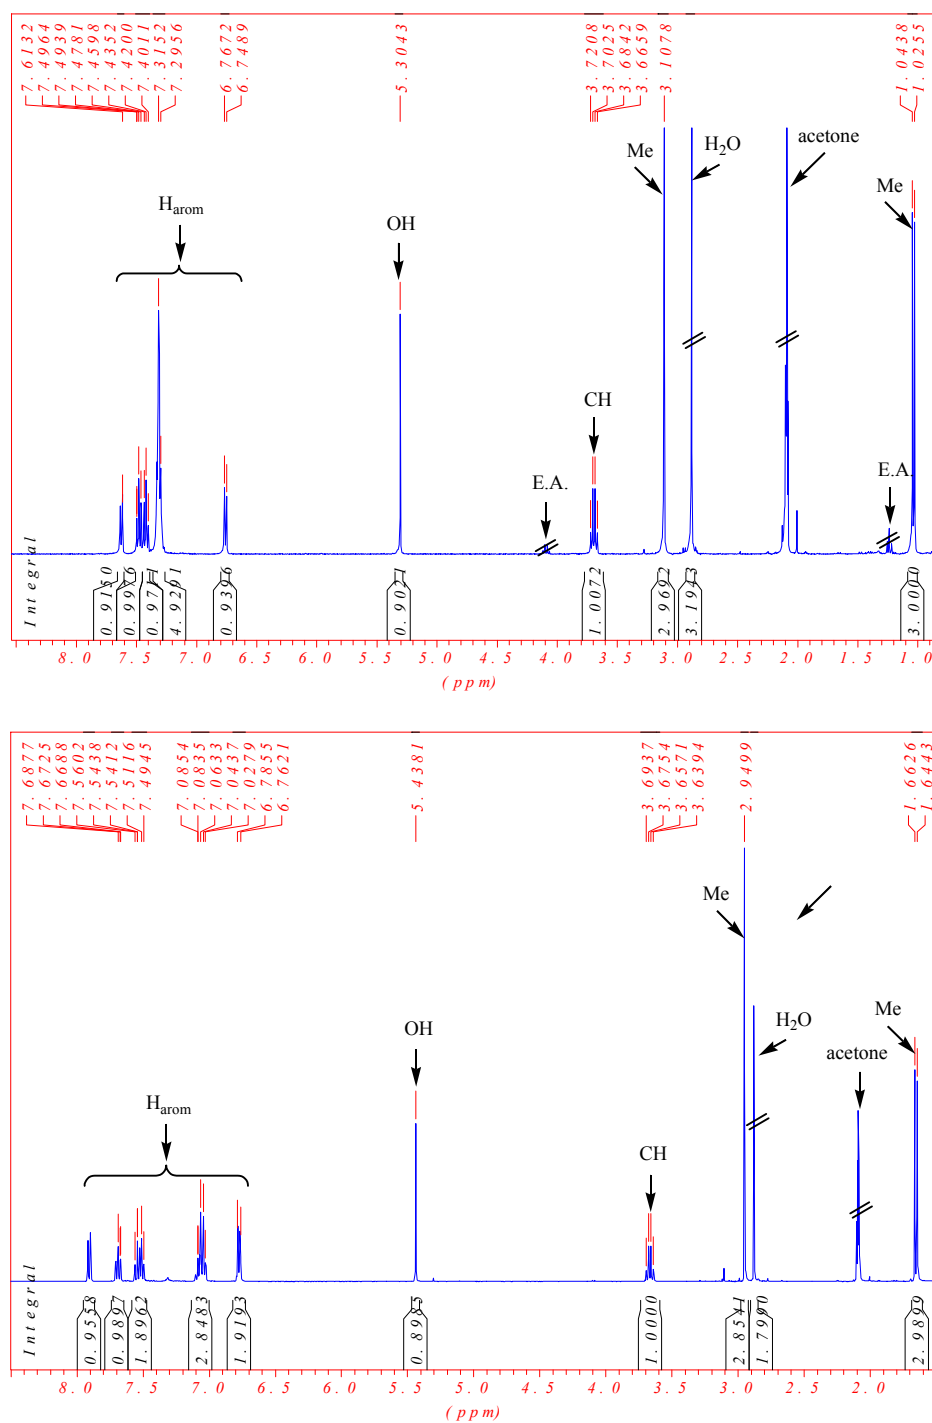 7.6132
7.4964
7.4939
7.4781
7.4598
7.4352
7.4200
7.4011
7.3152
7.2956
6.7672
6.7489
5.3043
3.7208
3.7025
3.6842
3.6659
3.1078
1.0438
1.0255
Me
H2O
acetone
Me
Harom
OH
CH
E.A.
E.A.
Integral
0.9150
0.9976
0.9711
4.9291
0.9396
0.9021
1.0072
2.9692
3.1943
3.0000
8.0 7.5 7.0 6.5 6.0 5.5 5.0 4.5 4.0 3.5 3.0 2.5 2.0 1.5 1.0
(ppm)
7.6877
7.6725
7.6688
7.5602
7.5438
7.5412
7.5116
7.4945
7.0854
7.0835
7.0633
7.0437
7.0279
6.7855
6.7621
5.4381
3.6937
3.6754
3.6571
3.6394
2.9499
1.6626
1.6443
Me
H2O
Me
acetone
OH
Harom
CH
Integral
0.9558
0.9897
1.8962
2.8483
1.9193
0.8985
1.0000
2.8541
1.7990
2.9899
8.0 7.5 7.0 6.5 6.0 5.5 5.0 4.5 4.0 3.5 3.0 2.5 2.0
(ppm)